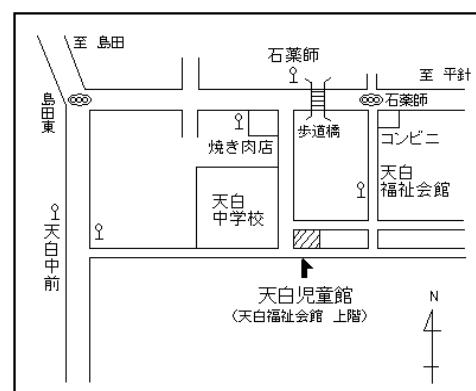 至 島田
石薬師
至 平針
島田東
石薬師
歩道橋
コンビニ
焼き肉店
天白
福祉会館
天白
中学校
天白中前
天白児童館
(天白福祉会館 上階)
N